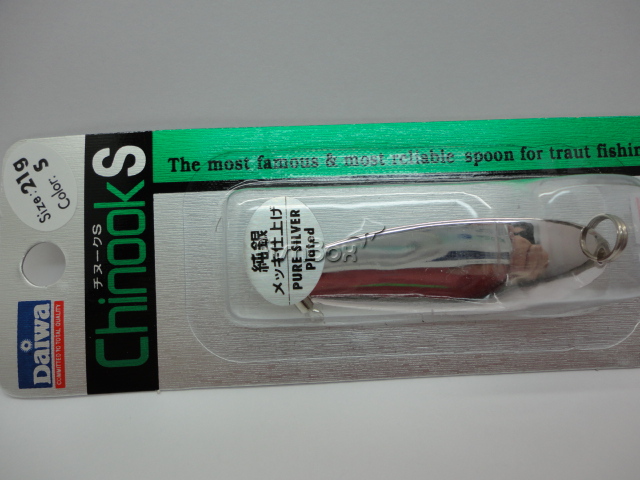 Size: 21g
Color: S
Daiwa
COMMITTED TO TOTAL QUALITY
チヌークS
Chinook S
The most famous & most reliable spoon for traut fishing
純銀
メッキ仕上げ
PURE SILVER
Plated